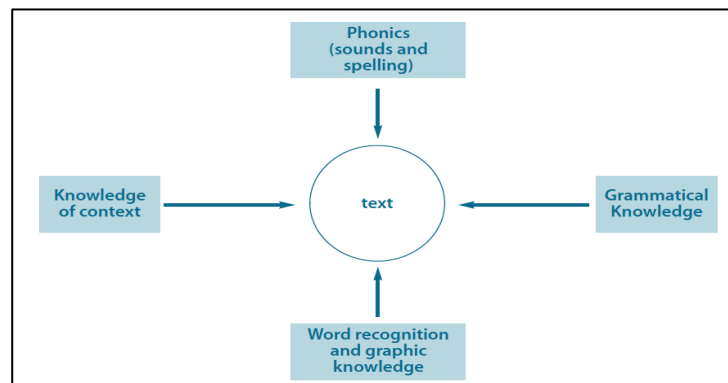 Phonics
(sounds and
spelling)
Knowledge
of context
text
Grammatical
Knowledge
Word recognition
and graphic
knowledge